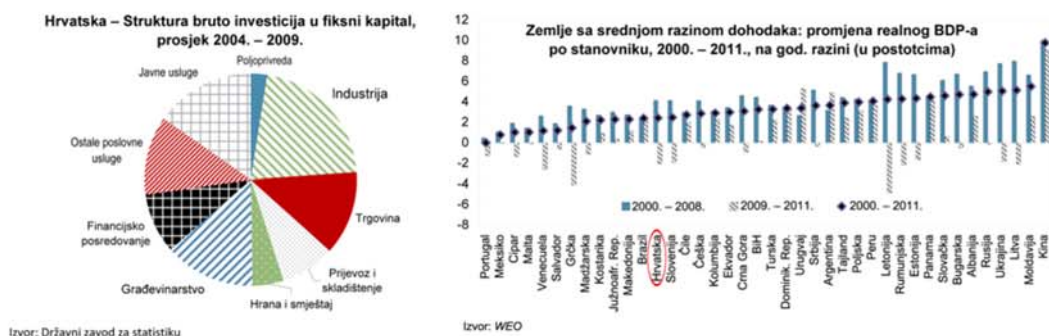 Hrvatska – Struktura bruto investicija u fiksni kapital,
prosjek 2004. – 2009.
Poljoprivreda
Javne usluge
Industrija
Ostale poslovne
usluge
Trgovina
Financijsko
posredovanje
Prijevoz i
skladištenje
Građevinarstvo
Hrana i smještaj
Izvor: Državni zavod za statistiku
Zemlje sa srednjom razinom dohodaka: promjena realnog BDP-a
po stanovniku, 2000. – 2011., na god. razini (u postotcima)
12
10
8
6
4
2
0
-2
-4
-6
-8
2000. – 2008.
2009. – 2011.
2000. – 2011.
Portugal
Meksiko
Cipar
Malta
Venecuela
Salvador
Grčka
Mađarska
Kostarika
Južnoafr. Rep.
Makedonija
Brazil
Hrvatska
Slovenija
Čile
Češka
Kolumbija
Ekvador
Crna Gora
BiH
Turska
Dominik. Rep.
Urugvaj
Srbija
Argentina
Tajland
Poljska
Peru
Letonija
Rumunjska
Estonija
Panama
Slovačka
Bugarska
Albanija
Rusija
Ukrajina
Litva
Moldavija
Kina
Izvor: WEO